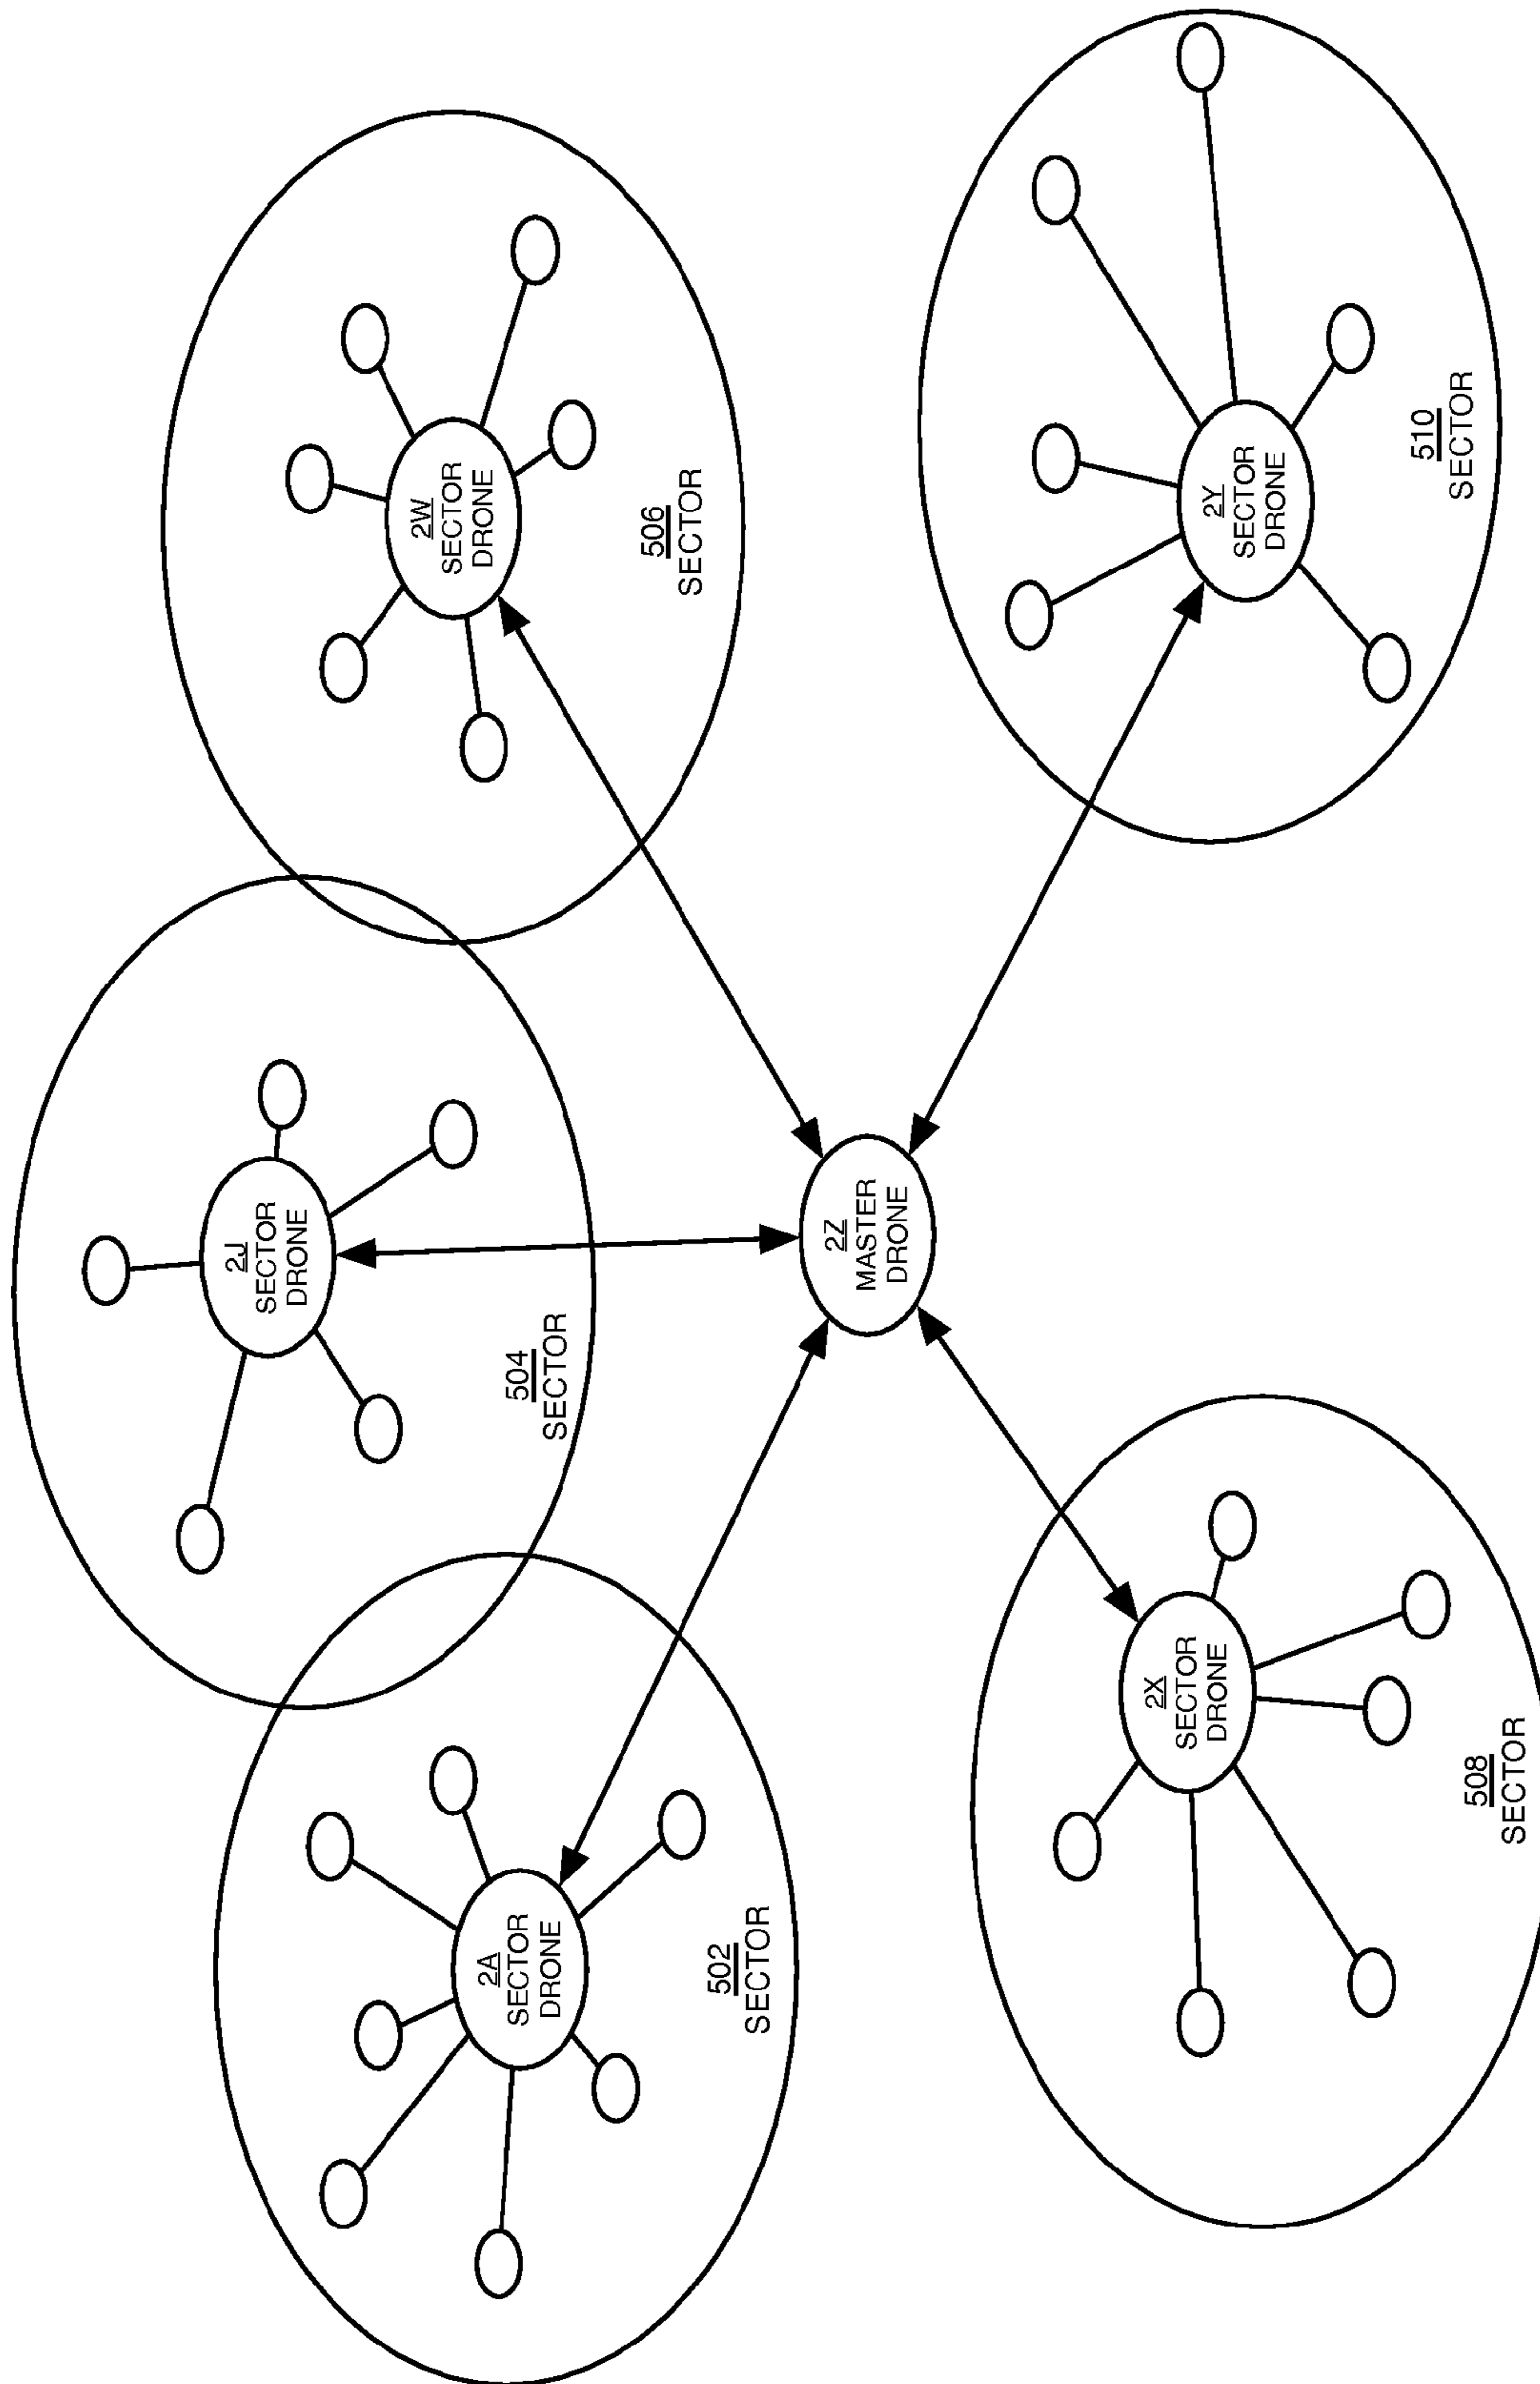 2J
SECTOR
DRONE
504
SECTOR
2W
SECTOR
DRONE
506
SECTOR
2A
SECTOR
DRONE
502
SECTOR
2Z
MASTER
DRONE
2X
SECTOR
DRONE
508
SECTOR
2Y
SECTOR
DRONE
510
SECTOR